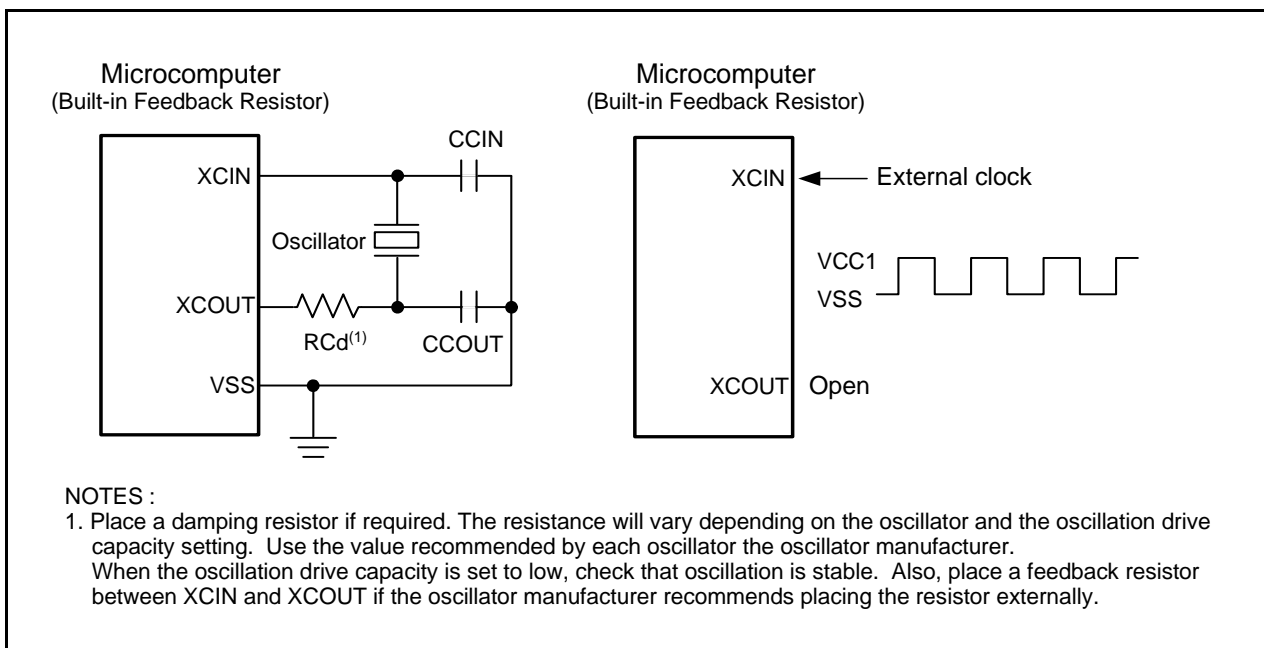 Microcomputer
(Built-in Feedback Resistor)
CCIN
XCIN
Oscillator
XCOUT
RCd(1)
CCOUT
VSS
Microcomputer
(Built-in Feedback Resistor)
XCIN
External clock
VCC1
VSS
XCOUT
Open
NOTES :
1. Place a damping resistor if required. The resistance will vary depending on the oscillator and the oscillation drive
capacity setting. Use the value recommended by each oscillator the oscillator manufacturer.
When the oscillation drive capacity is set to low, check that oscillation is stable. Also, place a feedback resistor
between XCIN and XCOUT if the oscillator manufacturer recommends placing the resistor externally.